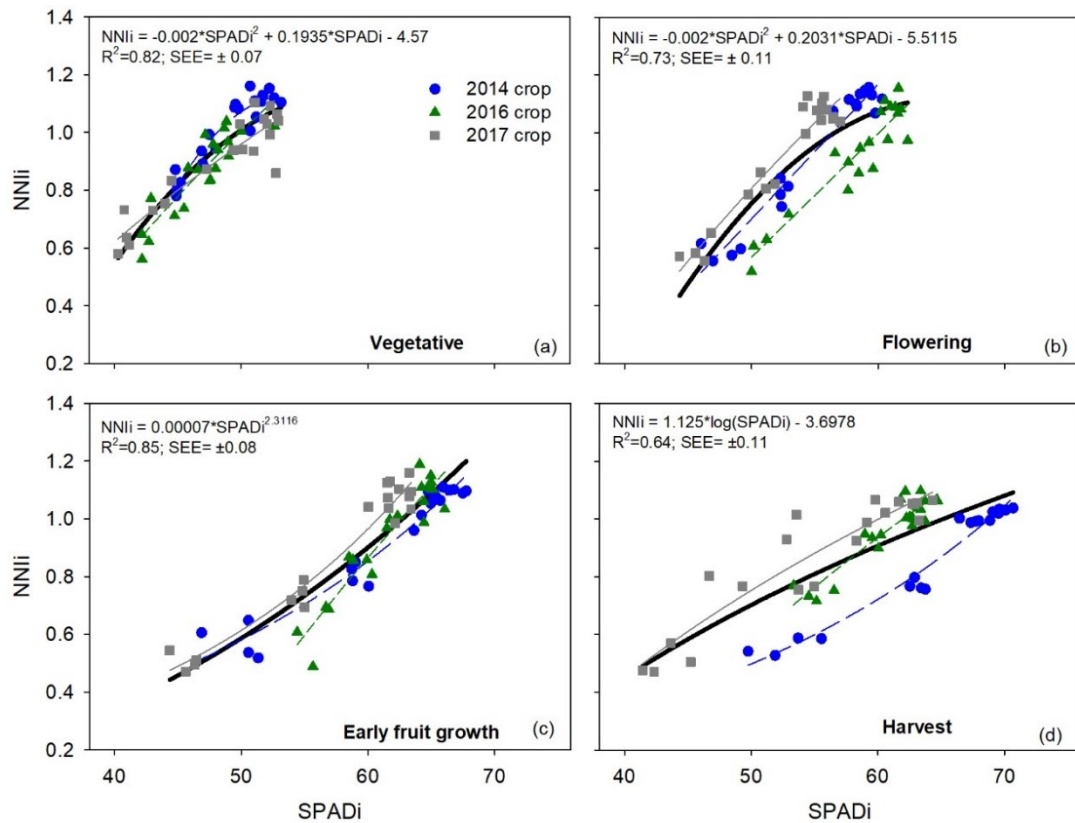 NNIi = -0.002*SPADi² + 0.1935*SPADi - 4.57
R²=0.82; SEE= ± 0.07
2014 crop
2016 crop
2017 crop
1.4
1.2
1.0
0.8
0.6
0.4
0.2
NNIi
Vegetative
(a)
NNIi = -0.002*SPADi² + 0.2031*SPADi - 5.5115
R²=0.73; SEE= ± 0.11
Flowering
(b)
NNIi = 0.00007*SPADi^2.3116
R²=0.85; SEE= ±0.08
1.4
1.2
1.0
0.8
0.6
0.4
0.2
NNIi
Early fruit growth
(c)
40 50 60 70
SPADi
NNIi = 1.125*log(SPADi) - 3.6978
R²=0.64; SEE= ±0.11
Harvest
(d)
40 50 60 70
SPADi